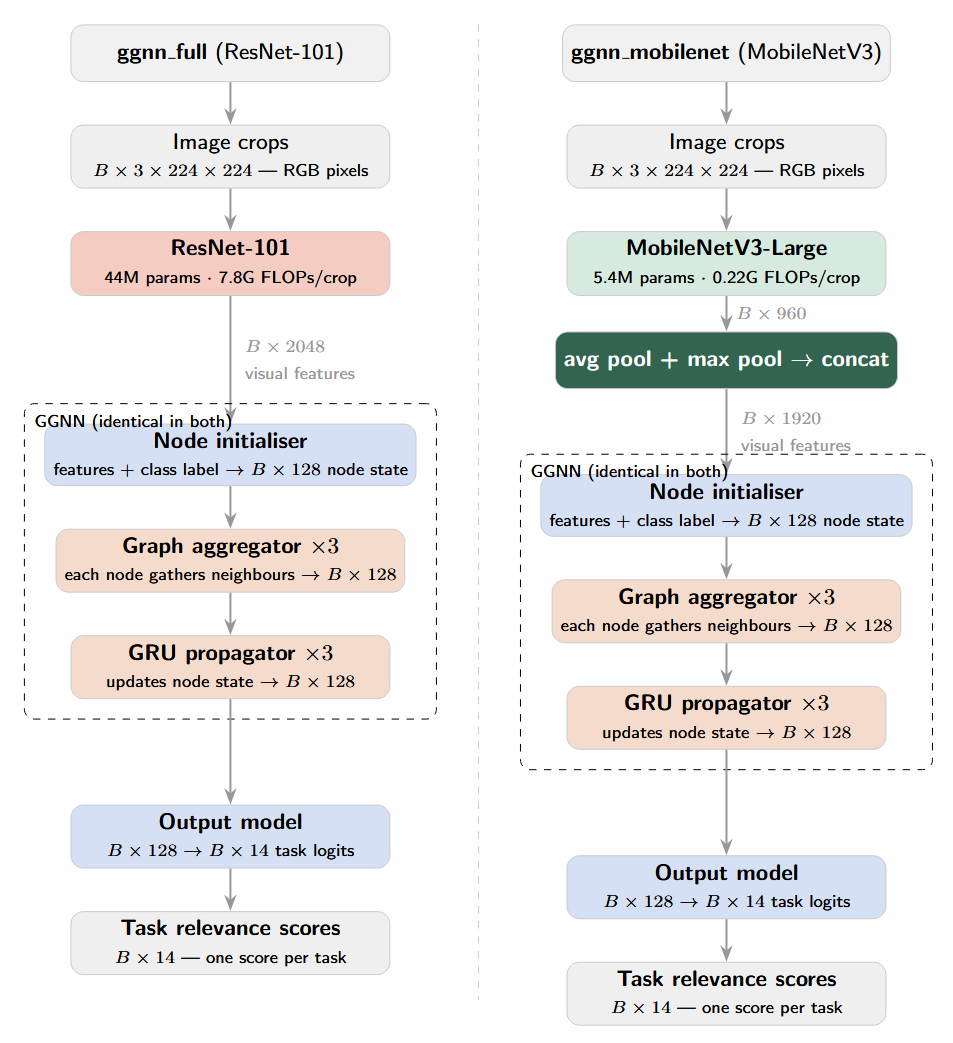 ggnn_full (ResNet-101)
Image crops
B × 3 × 224 × 224 — RGB pixels
ResNet-101
44M params · 7.8G FLOPs/crop
B × 2048
visual features
GGNN (identical in both)
Node initialiser
features + class label → B × 128 node state
Graph aggregator ×3
each node gathers neighbours → B × 128
GRU propagator ×3
updates node state → B × 128
Output model
B × 128 → B × 14 task logits
Task relevance scores
B × 14 — one score per task
ggnn_mobilenet (MobileNetV3)
Image crops
B × 3 × 224 × 224 — RGB pixels
MobileNetV3-Large
5.4M params · 0.22G FLOPs/crop
B × 960
avg pool + max pool → concat
B × 1920
visual features
GGNN (identical in both)
Node initialiser
features + class label → B × 128 node state
Graph aggregator ×3
each node gathers neighbours → B × 128
GRU propagator ×3
updates node state → B × 128
Output model
B × 128 → B × 14 task logits
Task relevance scores
B × 14 — one score per task